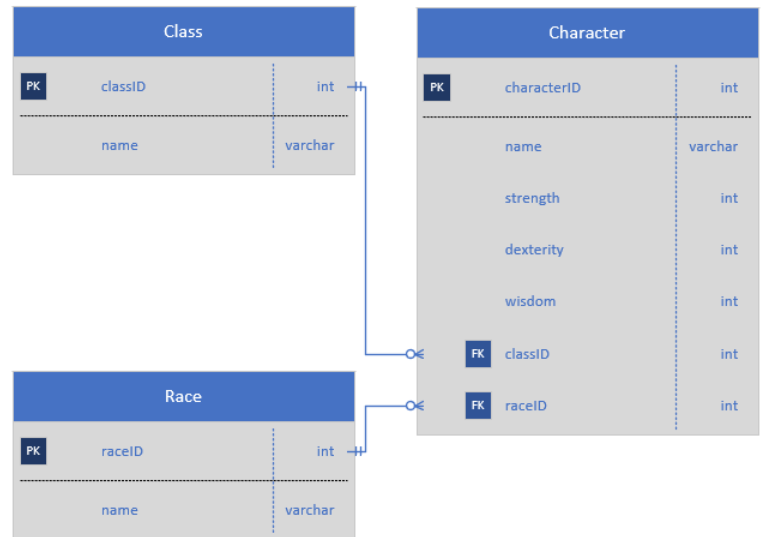 Class
PK classID int
name varchar
Character
PK characterID int
name varchar
strength int
dexterity int
wisdom int
FK classID int
FK raceID int
Race
PK raceID int
name varchar